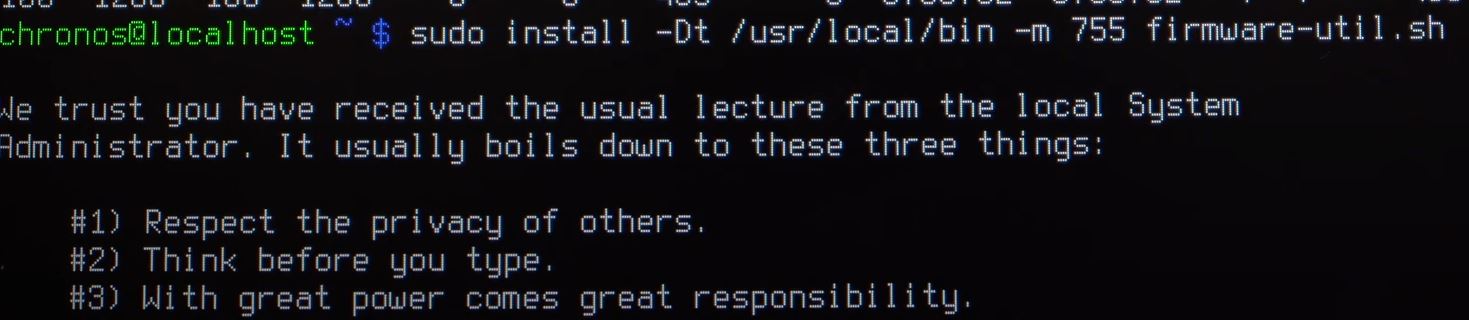 chronos@localhost ~ $ sudo install -Dt /usr/local/bin -m 755 firmware-util.sh
We trust you have received the usual lecture from the local System
Administrator. It usually boils down to these three things:
#1) Respect the privacy of others.
#2) Think before you type.
#3) With great power comes great responsibility.